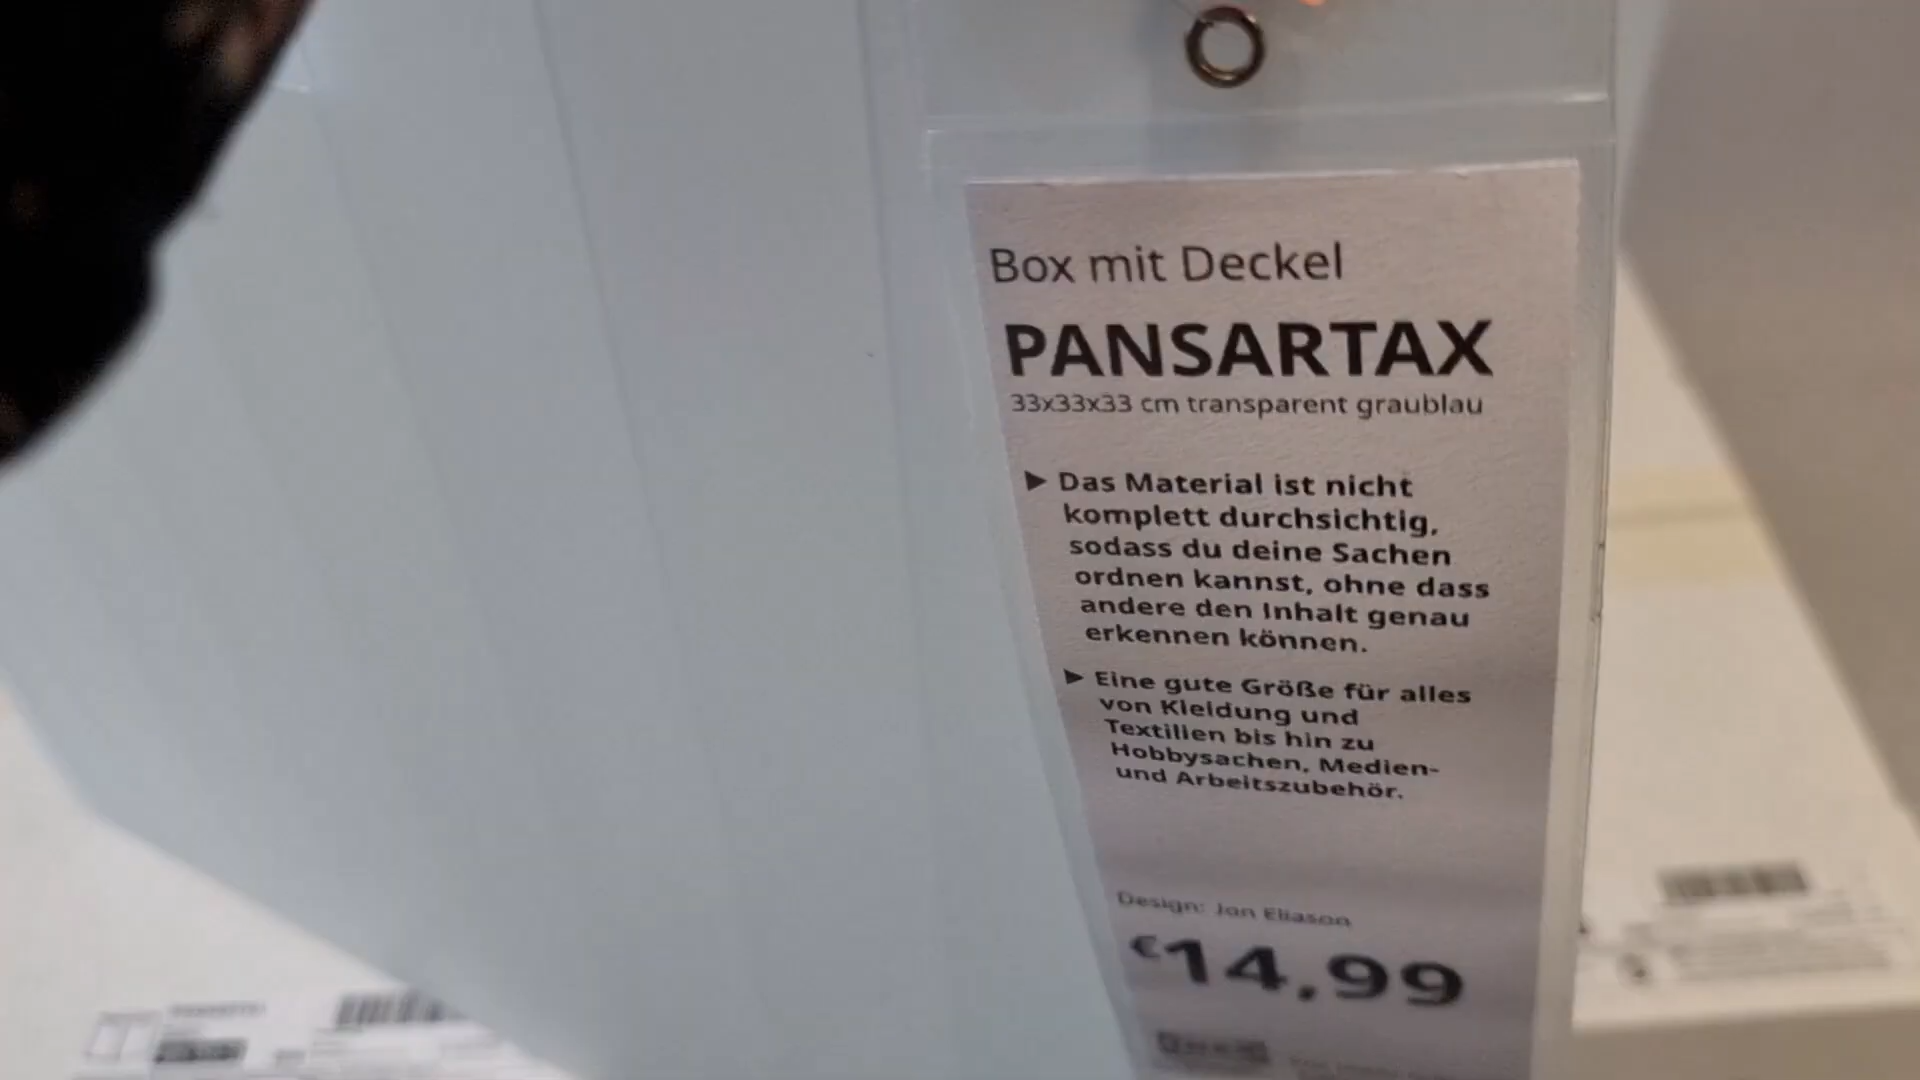 Box mit Deckel
PANSARTAX
33x33x33 cm transparent graublau
▶ Das Material ist nicht
komplett durchsichtig,
sodass du deine Sachen
ordnen kannst, ohne dass
andere den Inhalt genau
erkennen können.
▶ Eine gute Größe für alles
von Kleidung und
Textilien bis hin zu
Hobbysachen, Medien-
und Arbeitszubehör.
Design: Jon Eliason
€14,99